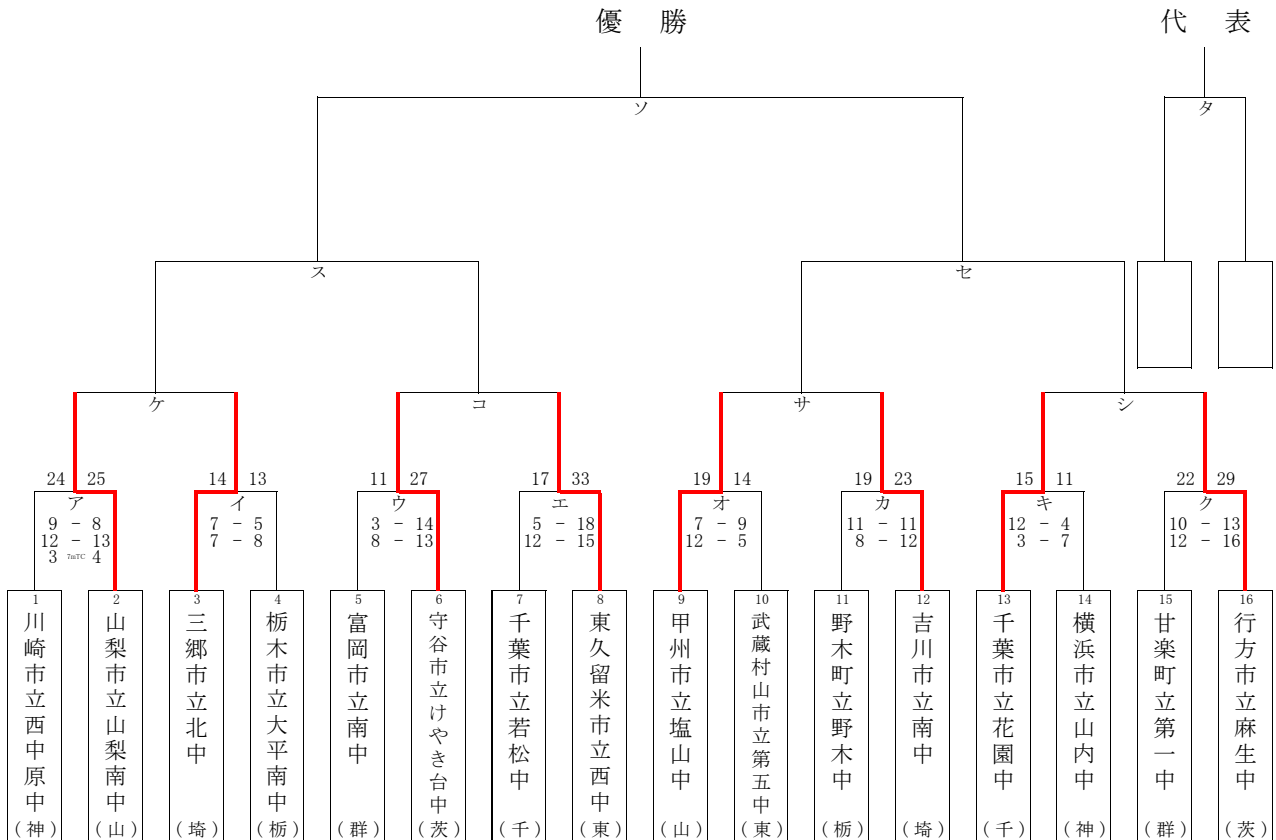 優 勝
代 表
ソ
タ
ス
セ
ケ
コ
サ
シ
24 25
14 13
11 27
17 33
19 14
19 23
15 11
22 29
ア
イ
ウ
エ
オ
カ
キ
ク
9 - 8
12 - 13
3 7mTC 4
7 - 5
7 - 8
3 - 14
8 - 13
5 - 18
12 - 15
7 - 9
12 - 5
11 - 11
8 - 12
12 - 4
3 - 7
10 - 13
12 - 16
1
川崎市立西中原中
(神)
2
山梨市立山梨南中
(山)
3
三郷市立北中
(埼)
4
栃木市立大平南中
(栃)
5
富岡市立南中
(群)
6
守谷市立けやき台中
(茨)
7
千葉市立若松中
(千)
8
東久留米市立西中
(東)
9
甲州市立塩山中
(山)
10
武蔵村山市立第五中
(東)
11
野木町立野木中
(栃)
12
吉川市立南中
(埼)
13
千葉市立花園中
(千)
14
横浜市立山内中
(神)
15
甘楽町立第一中
(群)
16
行方市立麻生中
(茨)